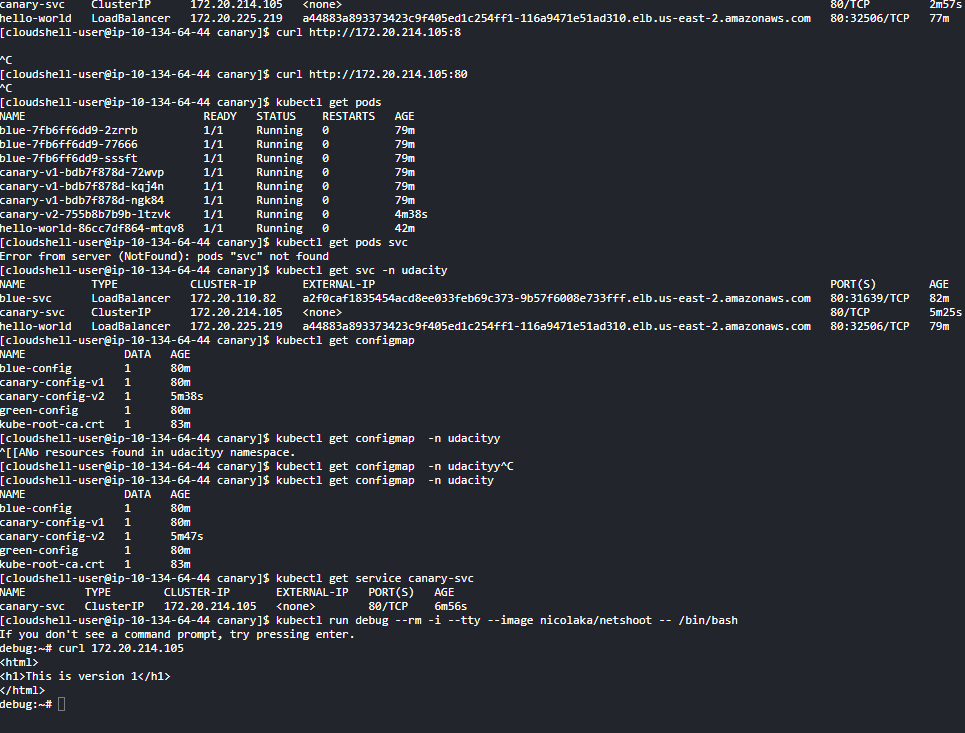 canary-svc   ClusterIP      172.20.214.105   <none>                                                                         80/TCP         2m57s
hello-world   LoadBalancer   172.20.225.219   a44883a893373423c9f405ed1c254ff1-116a9471e51ad310.elb.us-east-2.amazonaws.com   80:32506/TCP   77m
[cloudshell-user@ip-10-134-64-44 canary]$ curl http://172.20.214.105:8
^C
[cloudshell-user@ip-10-134-64-44 canary]$ curl http://172.20.214.105:80
^C
[cloudshell-user@ip-10-134-64-44 canary]$ kubectl get pods
NAME                           READY   STATUS    RESTARTS   AGE
blue-7fb6ff6dd9-2zrrb          1/1     Running   0          79m
blue-7fb6ff6dd9-77666          1/1     Running   0          79m
blue-7fb6ff6dd9-sssft          1/1     Running   0          79m
canary-v1-bdb7f878d-72wvp      1/1     Running   0          79m
canary-v1-bdb7f878d-kqj4n      1/1     Running   0          79m
canary-v1-bdb7f878d-ngk84      1/1     Running   0          79m
canary-v2-755b8b7b9b-ltzvk     1/1     Running   0          4m38s
hello-world-86cc7df864-mtqv8   1/1     Running   0          42m
[cloudshell-user@ip-10-134-64-44 canary]$ kubectl get pods svc
Error from server (NotFound): pods "svc" not found
[cloudshell-user@ip-10-134-64-44 canary]$ kubectl get svc -n udacity
NAME          TYPE           CLUSTER-IP       EXTERNAL-IP                                                                    PORT(S)        AGE
blue-svc      LoadBalancer   172.20.110.82    a2f0caf1835454acd8ee033feb69c373-9b57f6008e733fff.elb.us-east-2.amazonaws.com   80:31639/TCP   82m
canary-svc    ClusterIP      172.20.214.105   <none>                                                                         80/TCP         5m25s
hello-world   LoadBalancer   172.20.225.219   a44883a893373423c9f405ed1c254ff1-116a9471e51ad310.elb.us-east-2.amazonaws.com   80:32506/TCP   79m
[cloudshell-user@ip-10-134-64-44 canary]$ kubectl get configmap
NAME               DATA   AGE
blue-config        1      80m
canary-config-v1   1      80m
canary-config-v2   1      5m38s
green-config       1      80m
kube-root-ca.crt   1      83m
[cloudshell-user@ip-10-134-64-44 canary]$ kubectl get configmap  -n udacityy
^[[ANo resources found in udacityy namespace.
[cloudshell-user@ip-10-134-64-44 canary]$ kubectl get configmap  -n udacityy^C
[cloudshell-user@ip-10-134-64-44 canary]$ kubectl get configmap  -n udacity
NAME               DATA   AGE
blue-config        1      80m
canary-config-v1   1      80m
canary-config-v2   1      5m47s
green-config       1      80m
kube-root-ca.crt   1      83m
[cloudshell-user@ip-10-134-64-44 canary]$ kubectl get service canary-svc
NAME         TYPE        CLUSTER-IP       EXTERNAL-IP   PORT(S)   AGE
canary-svc   ClusterIP   172.20.214.105   <none>        80/TCP    6m56s
[cloudshell-user@ip-10-134-64-44 canary]$ kubectl run debug --rm -i --tty --image nicolaka/netshoot -- /bin/bash
If you don't see a command prompt, try pressing enter.
debug:~# curl 172.20.214.105
<html>
<h1>This is version 1</h1>
</html>
debug:~#